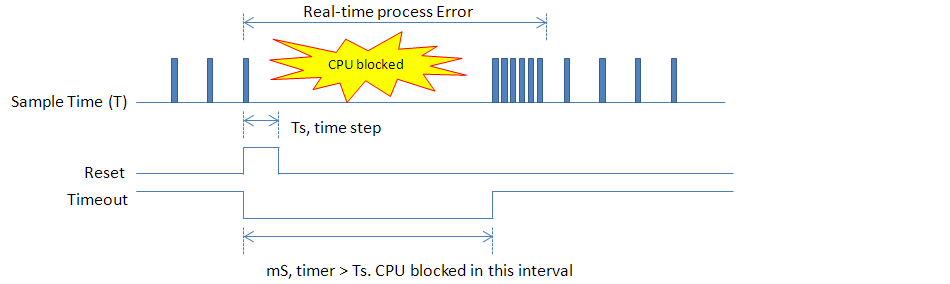 Real-time process Error
CPU blocked
Sample Time (T)
Ts, time step
Reset
Timeout
mS, timer > Ts. CPU blocked in this interval